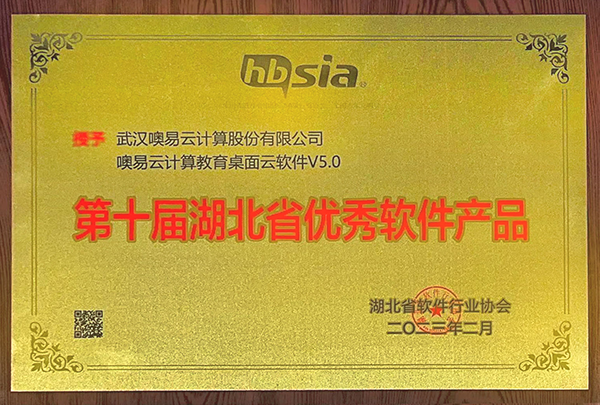 hbsia®
授予 武汉噢易云计算股份有限公司
噢易云计算教育桌面云软件V5.0
第十届湖北省优秀软件产品
湖北省软件行业协会
二〇二三年二月